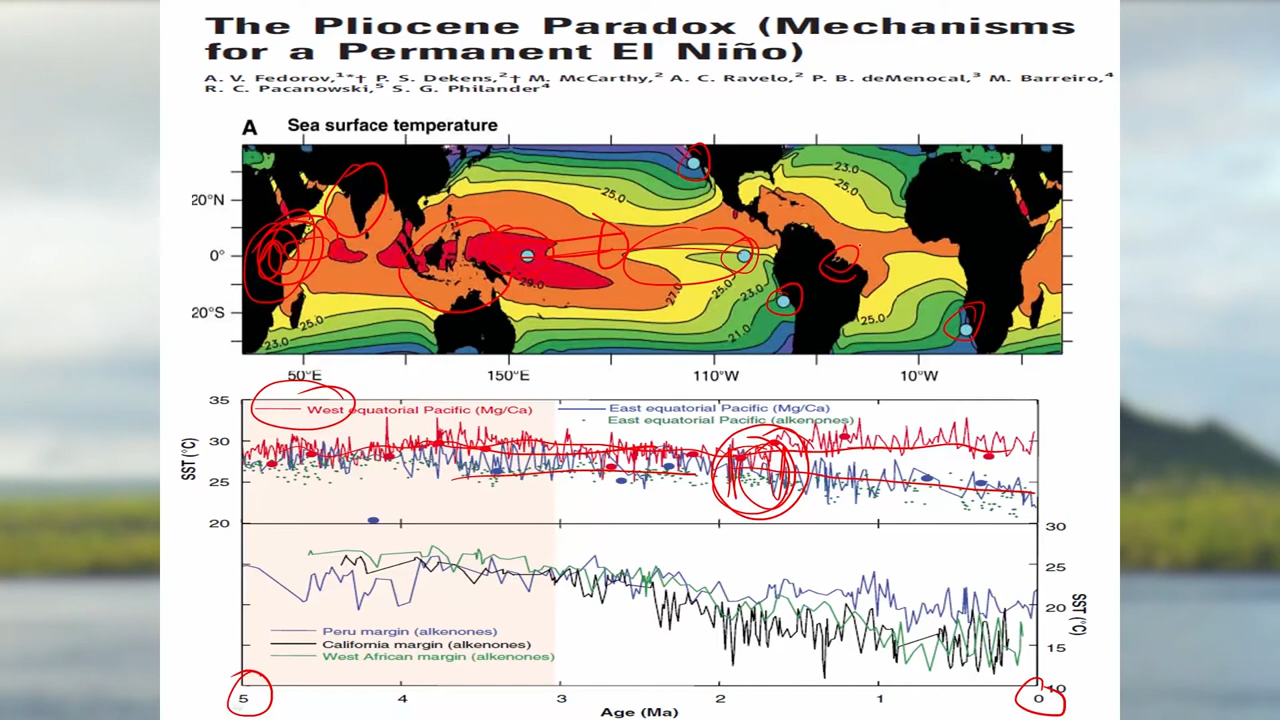 The Pliocene Paradox (Mechanisms
for a Permanent El Niño)
A. V. Fedorov,1*† P. S. Dekens,2† M. McCarthy,2 A. C. Ravelo,2 P. B. deMenocal,3 M. Barreiro,4
R. C. Pacanowski,5 S. G. Philander4
A Sea surface temperature
20°N
0°
20°S
23.0
25.0
25.0
29.0
27.0
25.0
23.0
21.0
25.0
25.0
23.0
50°E 150°E 110°W 10°W
35
30
25
20
SST (°C)
West equatorial Pacific (Mg/Ca)
East equatorial Pacific (Mg/Ca)
East equatorial Pacific (alkenones)
30
25
20
15
10
SST (°C)
Peru margin (alkenones)
California margin (alkenones)
West African margin (alkenones)
5 4 3 2 1 0
Age (Ma)